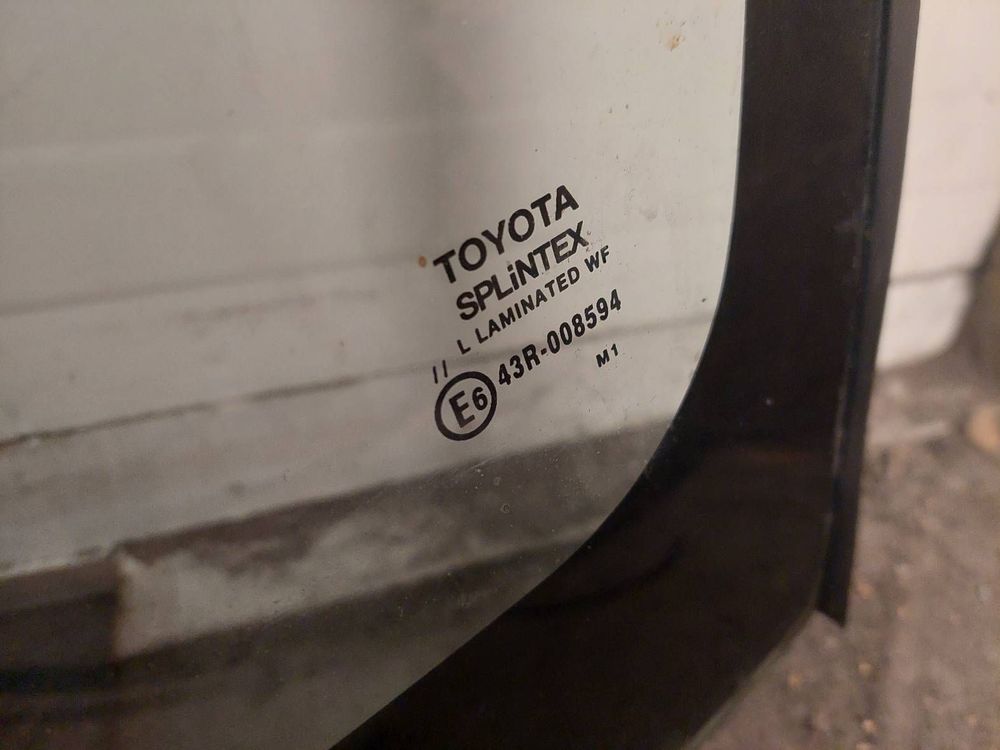 TOYOTA
SPLiNTEX
II L LAMINATED WF
E6 43R-008594
M1